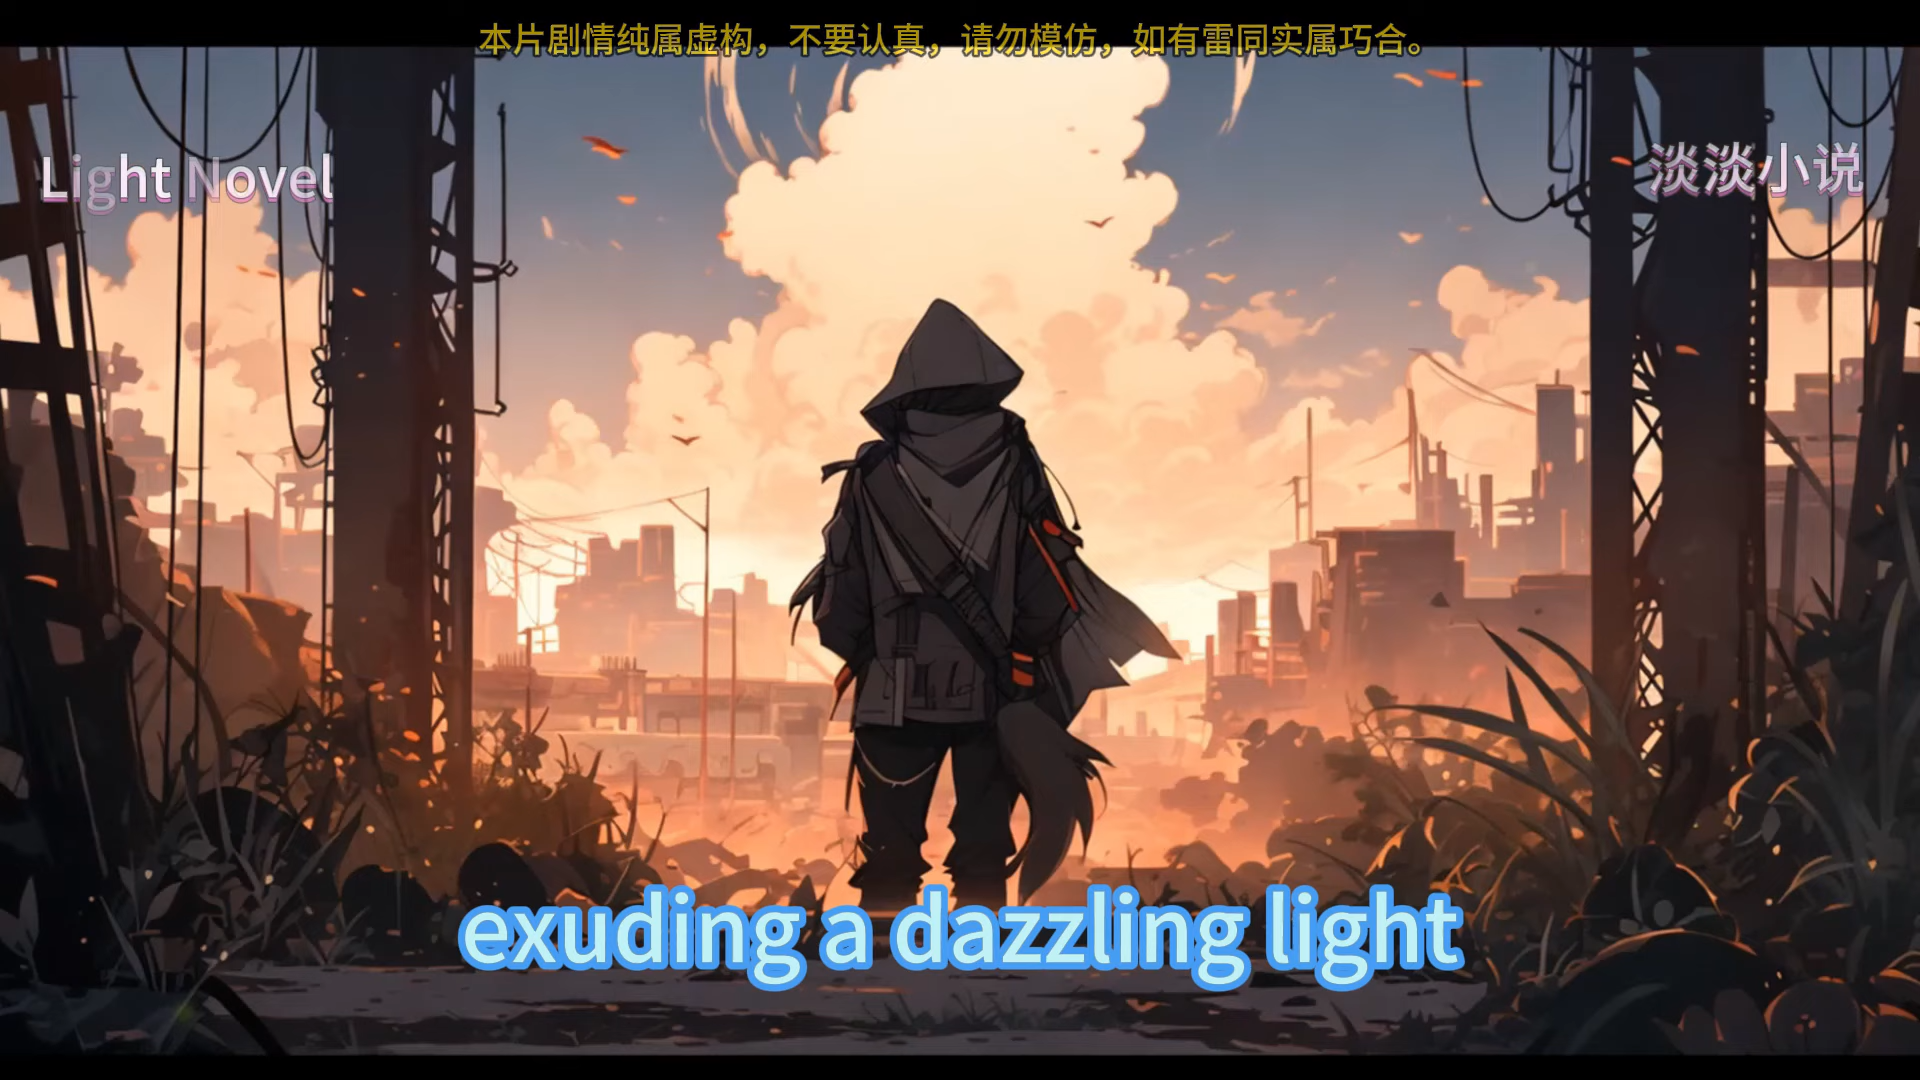 本片剧情纯属虚构，不要认真，请勿模仿，如有雷同实属巧合。
Light Novel
淡淡小说
exuding a dazzling light